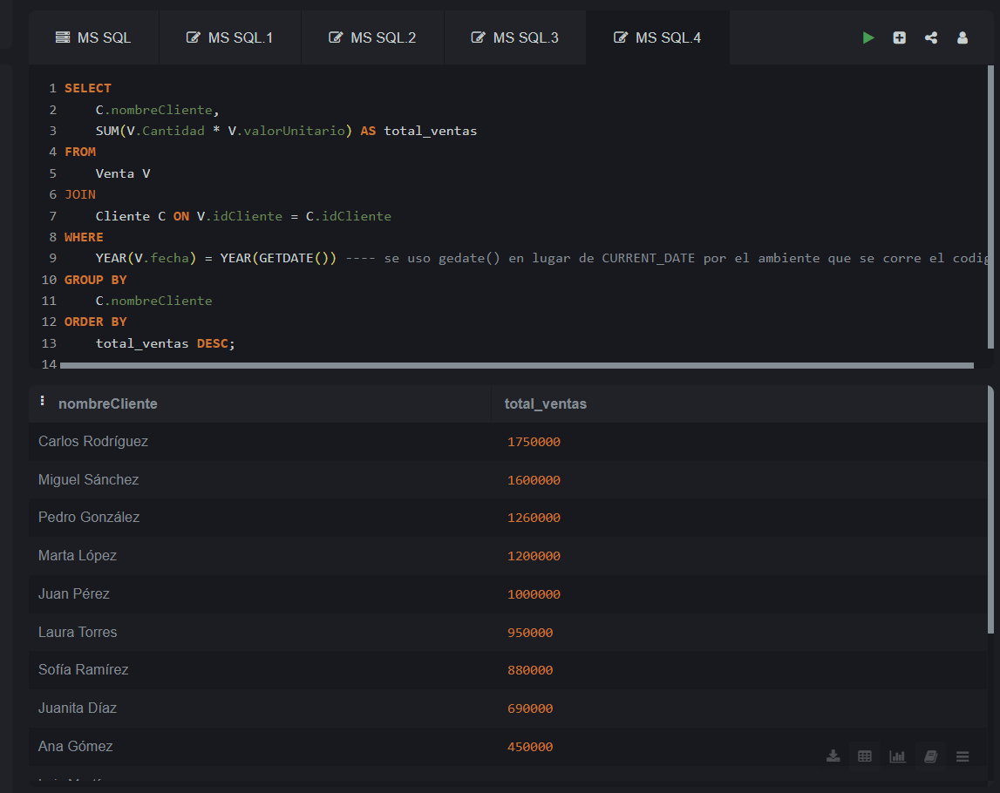 MS SQL MS SQL.1 MS SQL.2 MS SQL.3 MS SQL.4
1 SELECT
2 C.nombreCliente,
3 SUM(V.Cantidad * V.valorUnitario) AS total_ventas
4 FROM
5 Venta V
6 JOIN
7 Cliente C ON V.idCliente = C.idCliente
8 WHERE
9 YEAR(V.fecha) = YEAR(GETDATE()) ---- se uso gedate() en lugar de CURRENT_DATE por el ambiente que se corre el codig
10 GROUP BY
11 C.nombreCliente
12 ORDER BY
13 total_ventas DESC;
14
nombreCliente total_ventas
Carlos Rodríguez 1750000
Miguel Sánchez 1600000
Pedro González 1260000
Marta López 1200000
Juan Pérez 1000000
Laura Torres 950000
Sofía Ramírez 880000
Juanita Díaz 690000
Ana Gómez 450000